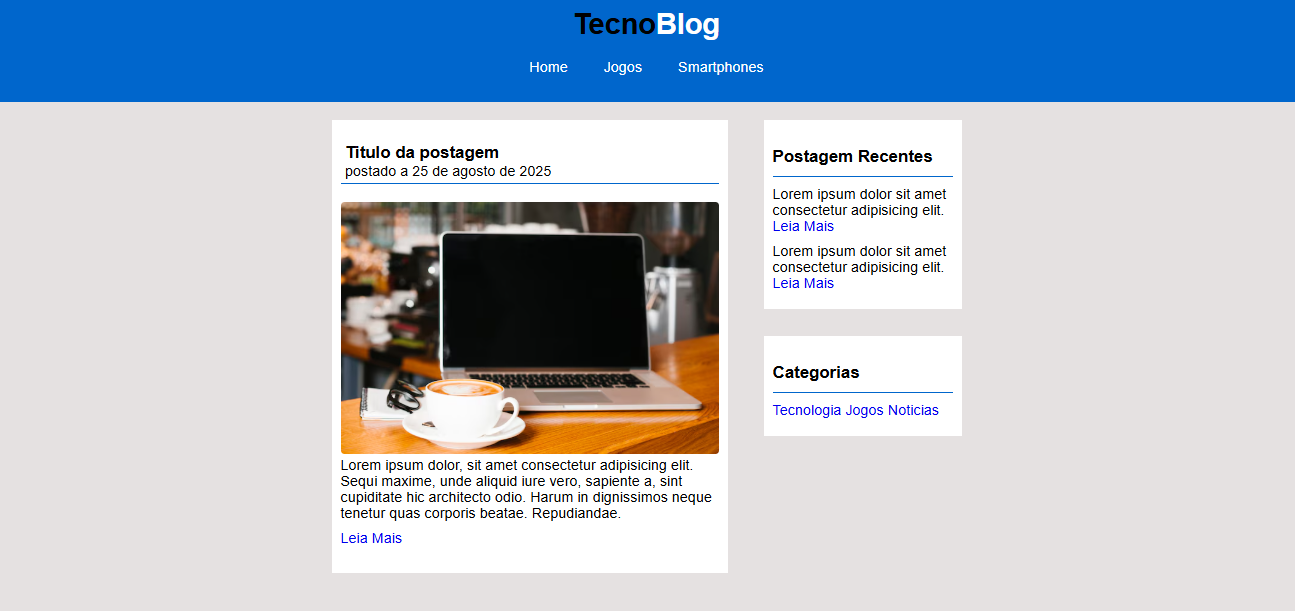 TecnoBlog
Home Jogos Smartphones
Titulo da postagem
postado a 25 de agosto de 2025
Lorem ipsum dolor, sit amet consectetur adipisicing elit.
Sequi maxime, unde aliquid iure vero, sapiente a, sint
cupiditate hic architecto odio. Harum in dignissimos neque
tenetur quas corporis beatae. Repudiandae.
Leia Mais
Postagem Recentes
Lorem ipsum dolor sit amet
consectetur adipisicing elit.
Leia Mais
Lorem ipsum dolor sit amet
consectetur adipisicing elit.
Leia Mais
Categorias
Tecnologia Jogos Noticias